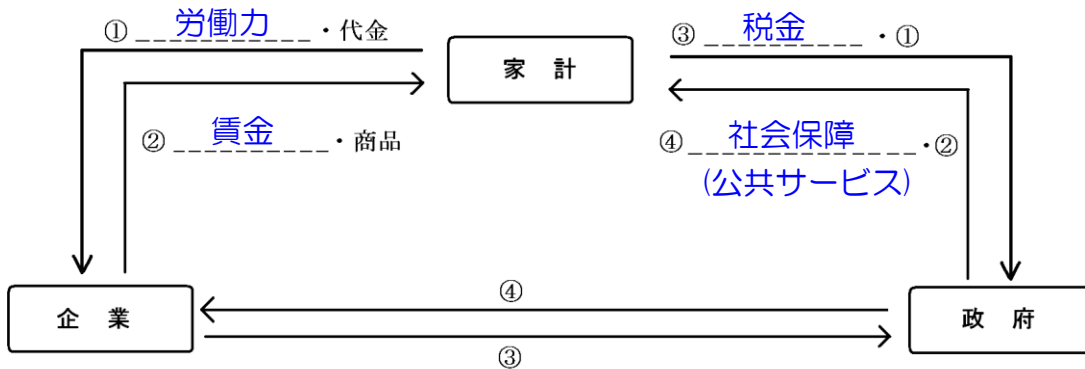 ① 労働力 ・代金
③ 税金 ・①
家 計
② 賃金 ・商品
④ 社会保障 ・②
(公共サービス)
④
企 業
政 府
③